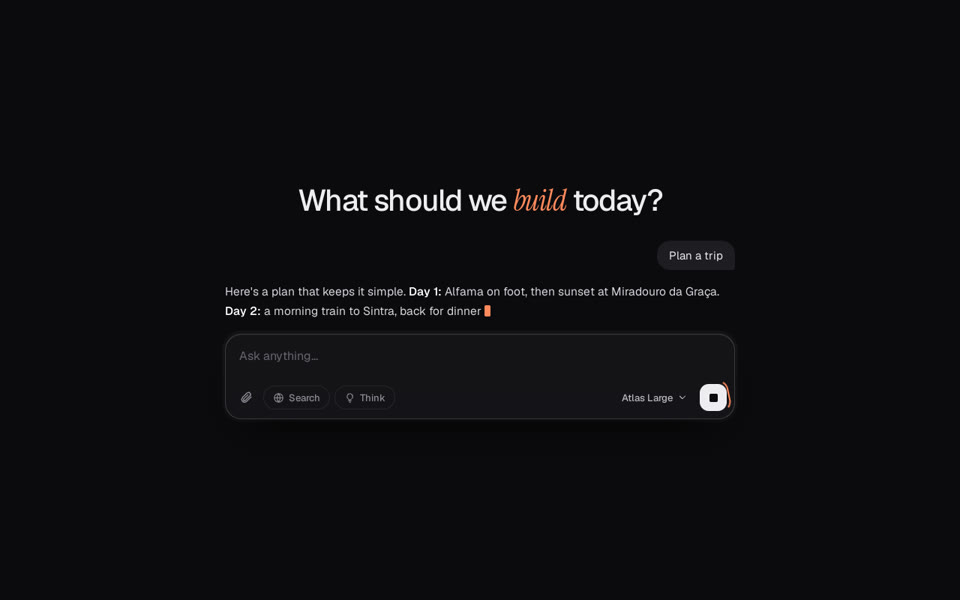 What should we build today?
Plan a trip
Here's a plan that keeps it simple. Day 1: Alfama on foot, then sunset at Miradouro da Graça.
Day 2: a morning train to Sintra, back for dinner
Ask anything...
Search Think Atlas Large